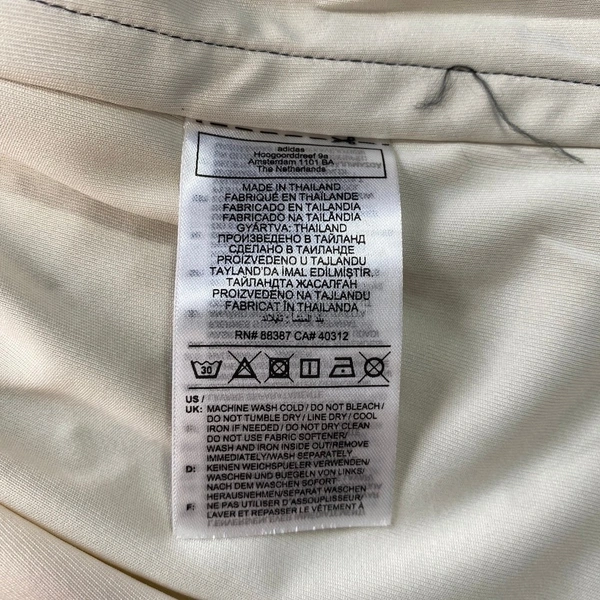 adidas
Hoogoorddreef 9a
Amsterdam 1101 BA
The Netherlands
MADE IN THAILAND
FABRIQUÉ EN THAÏLANDE
FABRICADO EN TAILANDIA
FABRICADO NA TAILÂNDIA
GYÁRTVA: THAILAND
ПРОИЗВЕДЕНО В ТАЙЛАНД
СДЕЛАНО В ТАИЛАНДЕ
PROIZVEDENO U TAJLANDU
TAYLAND'DA İMAL EDİLMİŞTİR.
ТАЙЛАНДТА ЖАСАЛҒАН
PROIZVEDENO NA TAJLANDU
FABRICAT ÎN THAILANDA
بلد المنشأ : تايلاند
RN# 88387 CA# 40312
30
US /
UK: MACHINE WASH COLD / DO NOT BLEACH /
DO NOT TUMBLE DRY / LINE DRY / COOL
IRON IF NEEDED / DO NOT DRY CLEAN
DO NOT USE FABRIC SOFTENER/
WASH AND IRON INSIDE OUT/REMOVE
IMMEDIATELY/WASH SEPARATELY
D: KEINEN WEICHSPUELER VERWENDEN/
WASCHEN UND BUEGELN VON LINKS/
NACH DEM WASCHEN SOFORT
HERAUSNEHMEN/SEPARAT WASCHEN
F: NE PAS UTILISER D'ASSOUPLISSEUR/
LAVER ET REPASSER LE VÊTEMENT À